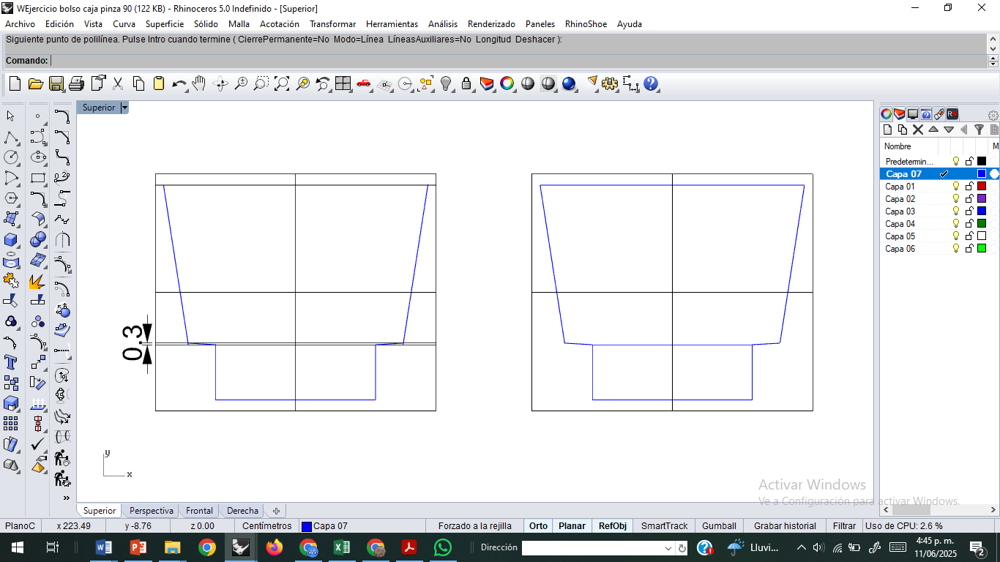 WEjercicio bolso caja pinza 90 (122 KB) - Rhinoceros 5.0 Indefinido - [Superior]
Archivo Edición Vista Curva Superficie Sólido Malla Acotación Transformar Herramientas Análisis Renderizado Paneles RhinoShoe Ayuda
Siguiente punto de polilínea. Pulse Intro cuando termine ( CierrePermanente=No Modo=Línea LíneasAuxiliares=No Longitud Deshacer ):
Comando:
Superior
Nombre M
Predetermin...
Capa 07
Capa 01
Capa 02
Capa 03
Capa 04
Capa 05
Capa 06
0.3
y
x
Activar Windows
Ve a Configuración para activar Windows.
Superior Perspectiva Frontal Derecha
PlanoC x 223.49 y -8.76 z 0.00 Centímetros Capa 07 Forzado a la rejilla Orto Planar RefObj SmartTrack Gumball Grabar historial Filtrar Uso de CPU: 2.6 %
Dirección Lluvi... 4:45 p. m.
11/06/2025
2